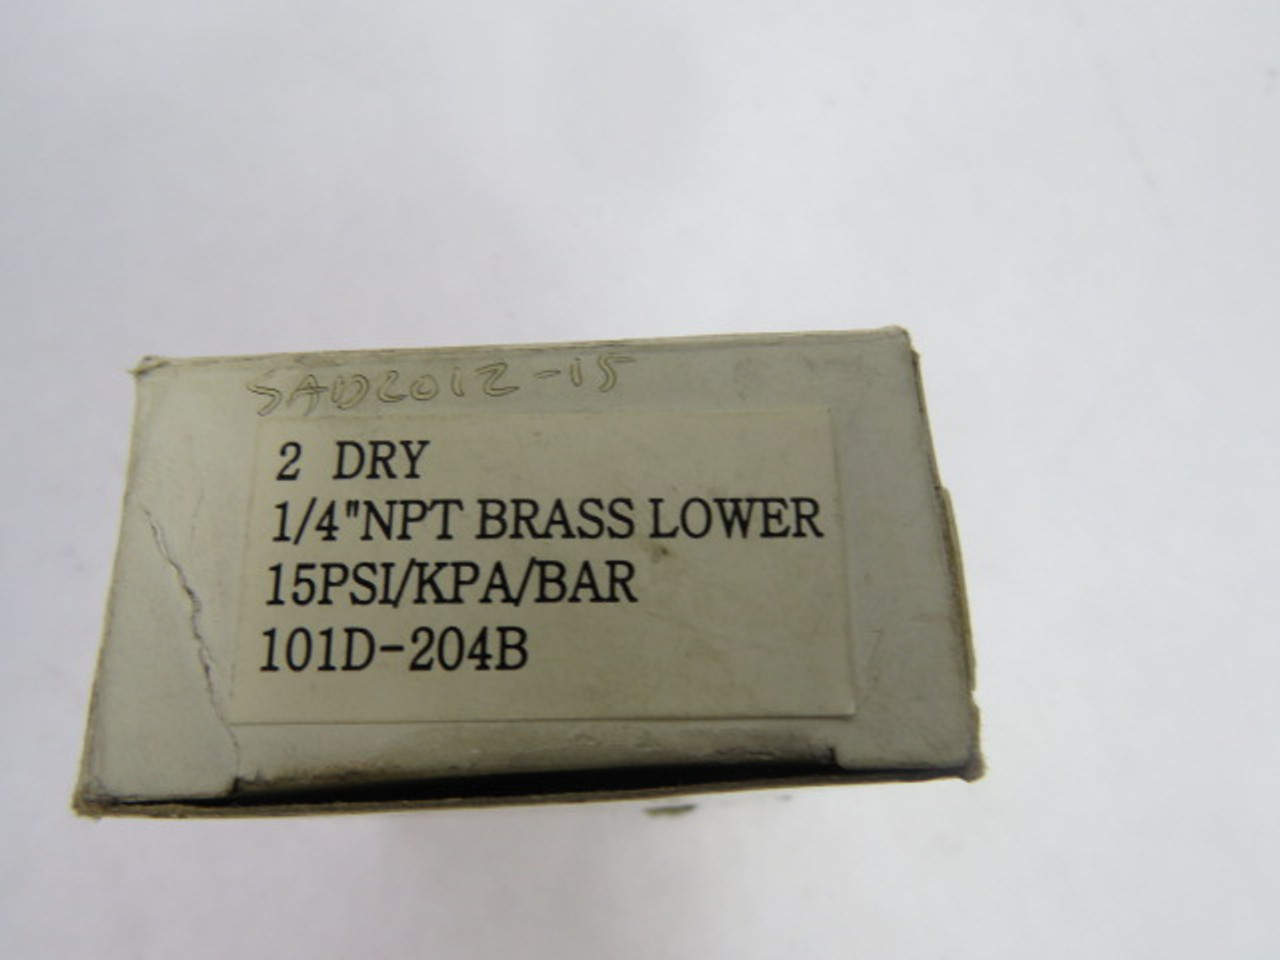 SAD2012-15
2 DRY
1/4"NPT BRASS LOWER
15PSI/KPA/BAR
101D-204B